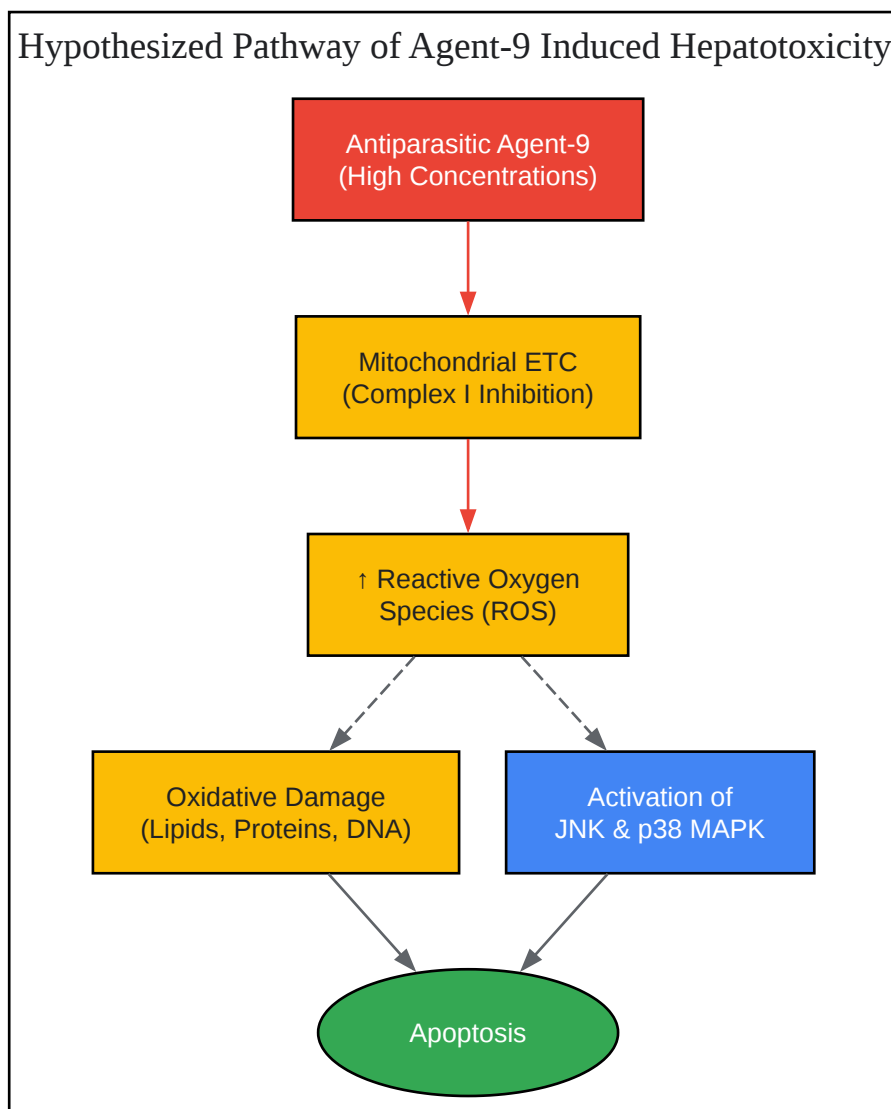 Hypothesized Pathway of Agent-9 Induced Hepatotoxicity
Antiparasitic Agent-9
(High Concentrations)
Mitochondrial ETC
(Complex I Inhibition)
↑ Reactive Oxygen
Species (ROS)
Oxidative Damage
(Lipids, Proteins, DNA)
Activation of
JNK & p38 MAPK
Apoptosis